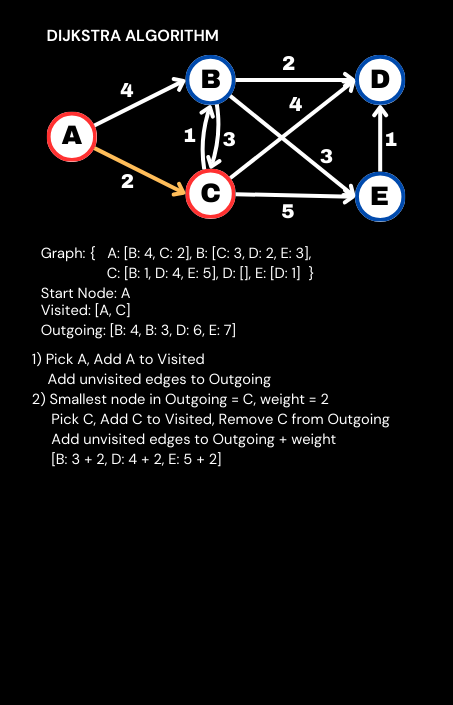 DIJKSTRA ALGORITHM
2
B
D
4
4
A
1
3
1
3
2
C
E
5
Graph: { A: [B: 4, C: 2], B: [C: 3, D: 2, E: 3],
C: [B: 1, D: 4, E: 5], D: [], E: [D: 1] }
Start Node: A
Visited: [A, C]
Outgoing: [B: 4, B: 3, D: 6, E: 7]
1) Pick A, Add A to Visited
Add unvisited edges to Outgoing
2) Smallest node in Outgoing = C, weight = 2
Pick C, Add C to Visited, Remove C from Outgoing
Add unvisited edges to Outgoing + weight
[B: 3 + 2, D: 4 + 2, E: 5 + 2]